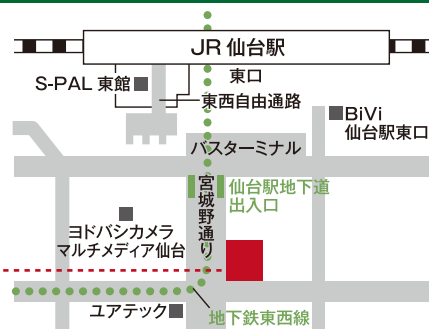 JR 仙台駅
東口
S-PAL 東館
東西自由通路
BiVi
仙台駅東口
バスターミナル
宮城野通り
仙台駅地下道
出入口
ヨドバシカメラ
マルチメディア仙台
ユアテック
地下鉄東西線